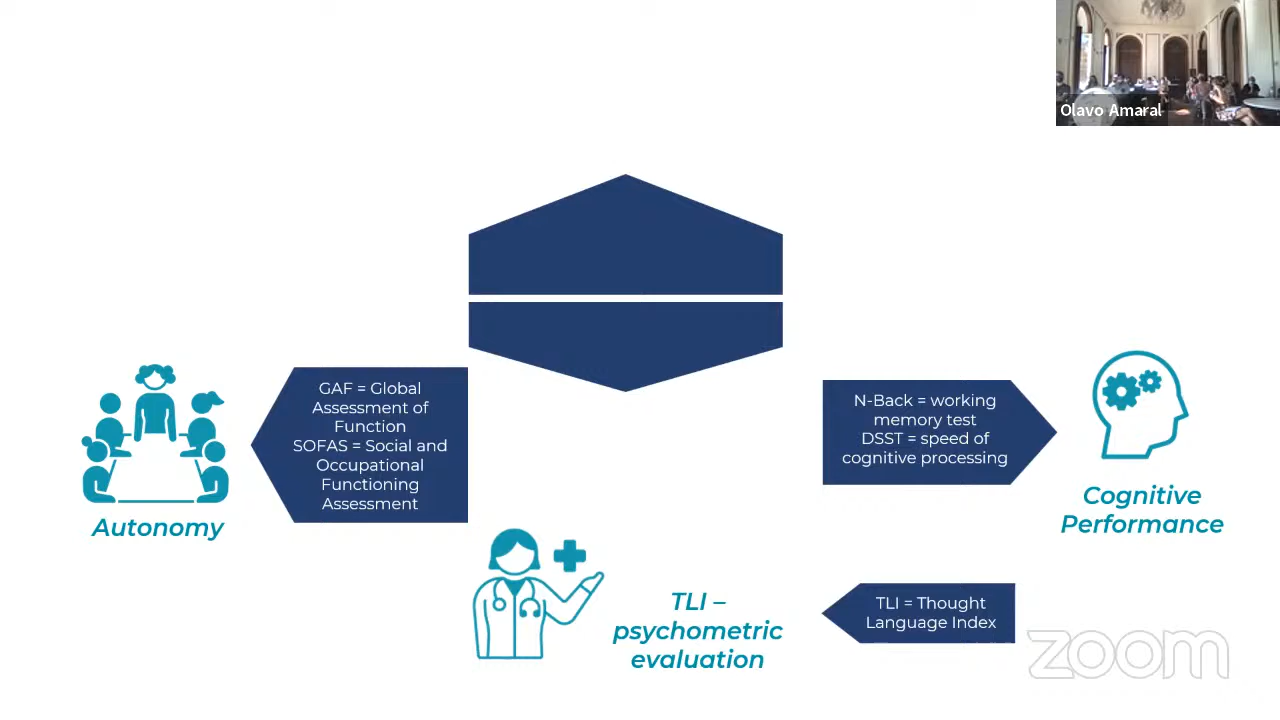 Olavo Amaral
GAF = Global
Assessment of
Function
SOFAS = Social and
Occupational
Functioning
Assessment
Autonomy
N-Back = working
memory test
DSST = speed of
cognitive processing
Cognitive
Performance
TLI –
psychometric
evaluation
TLI = Thought
Language Index
zoom